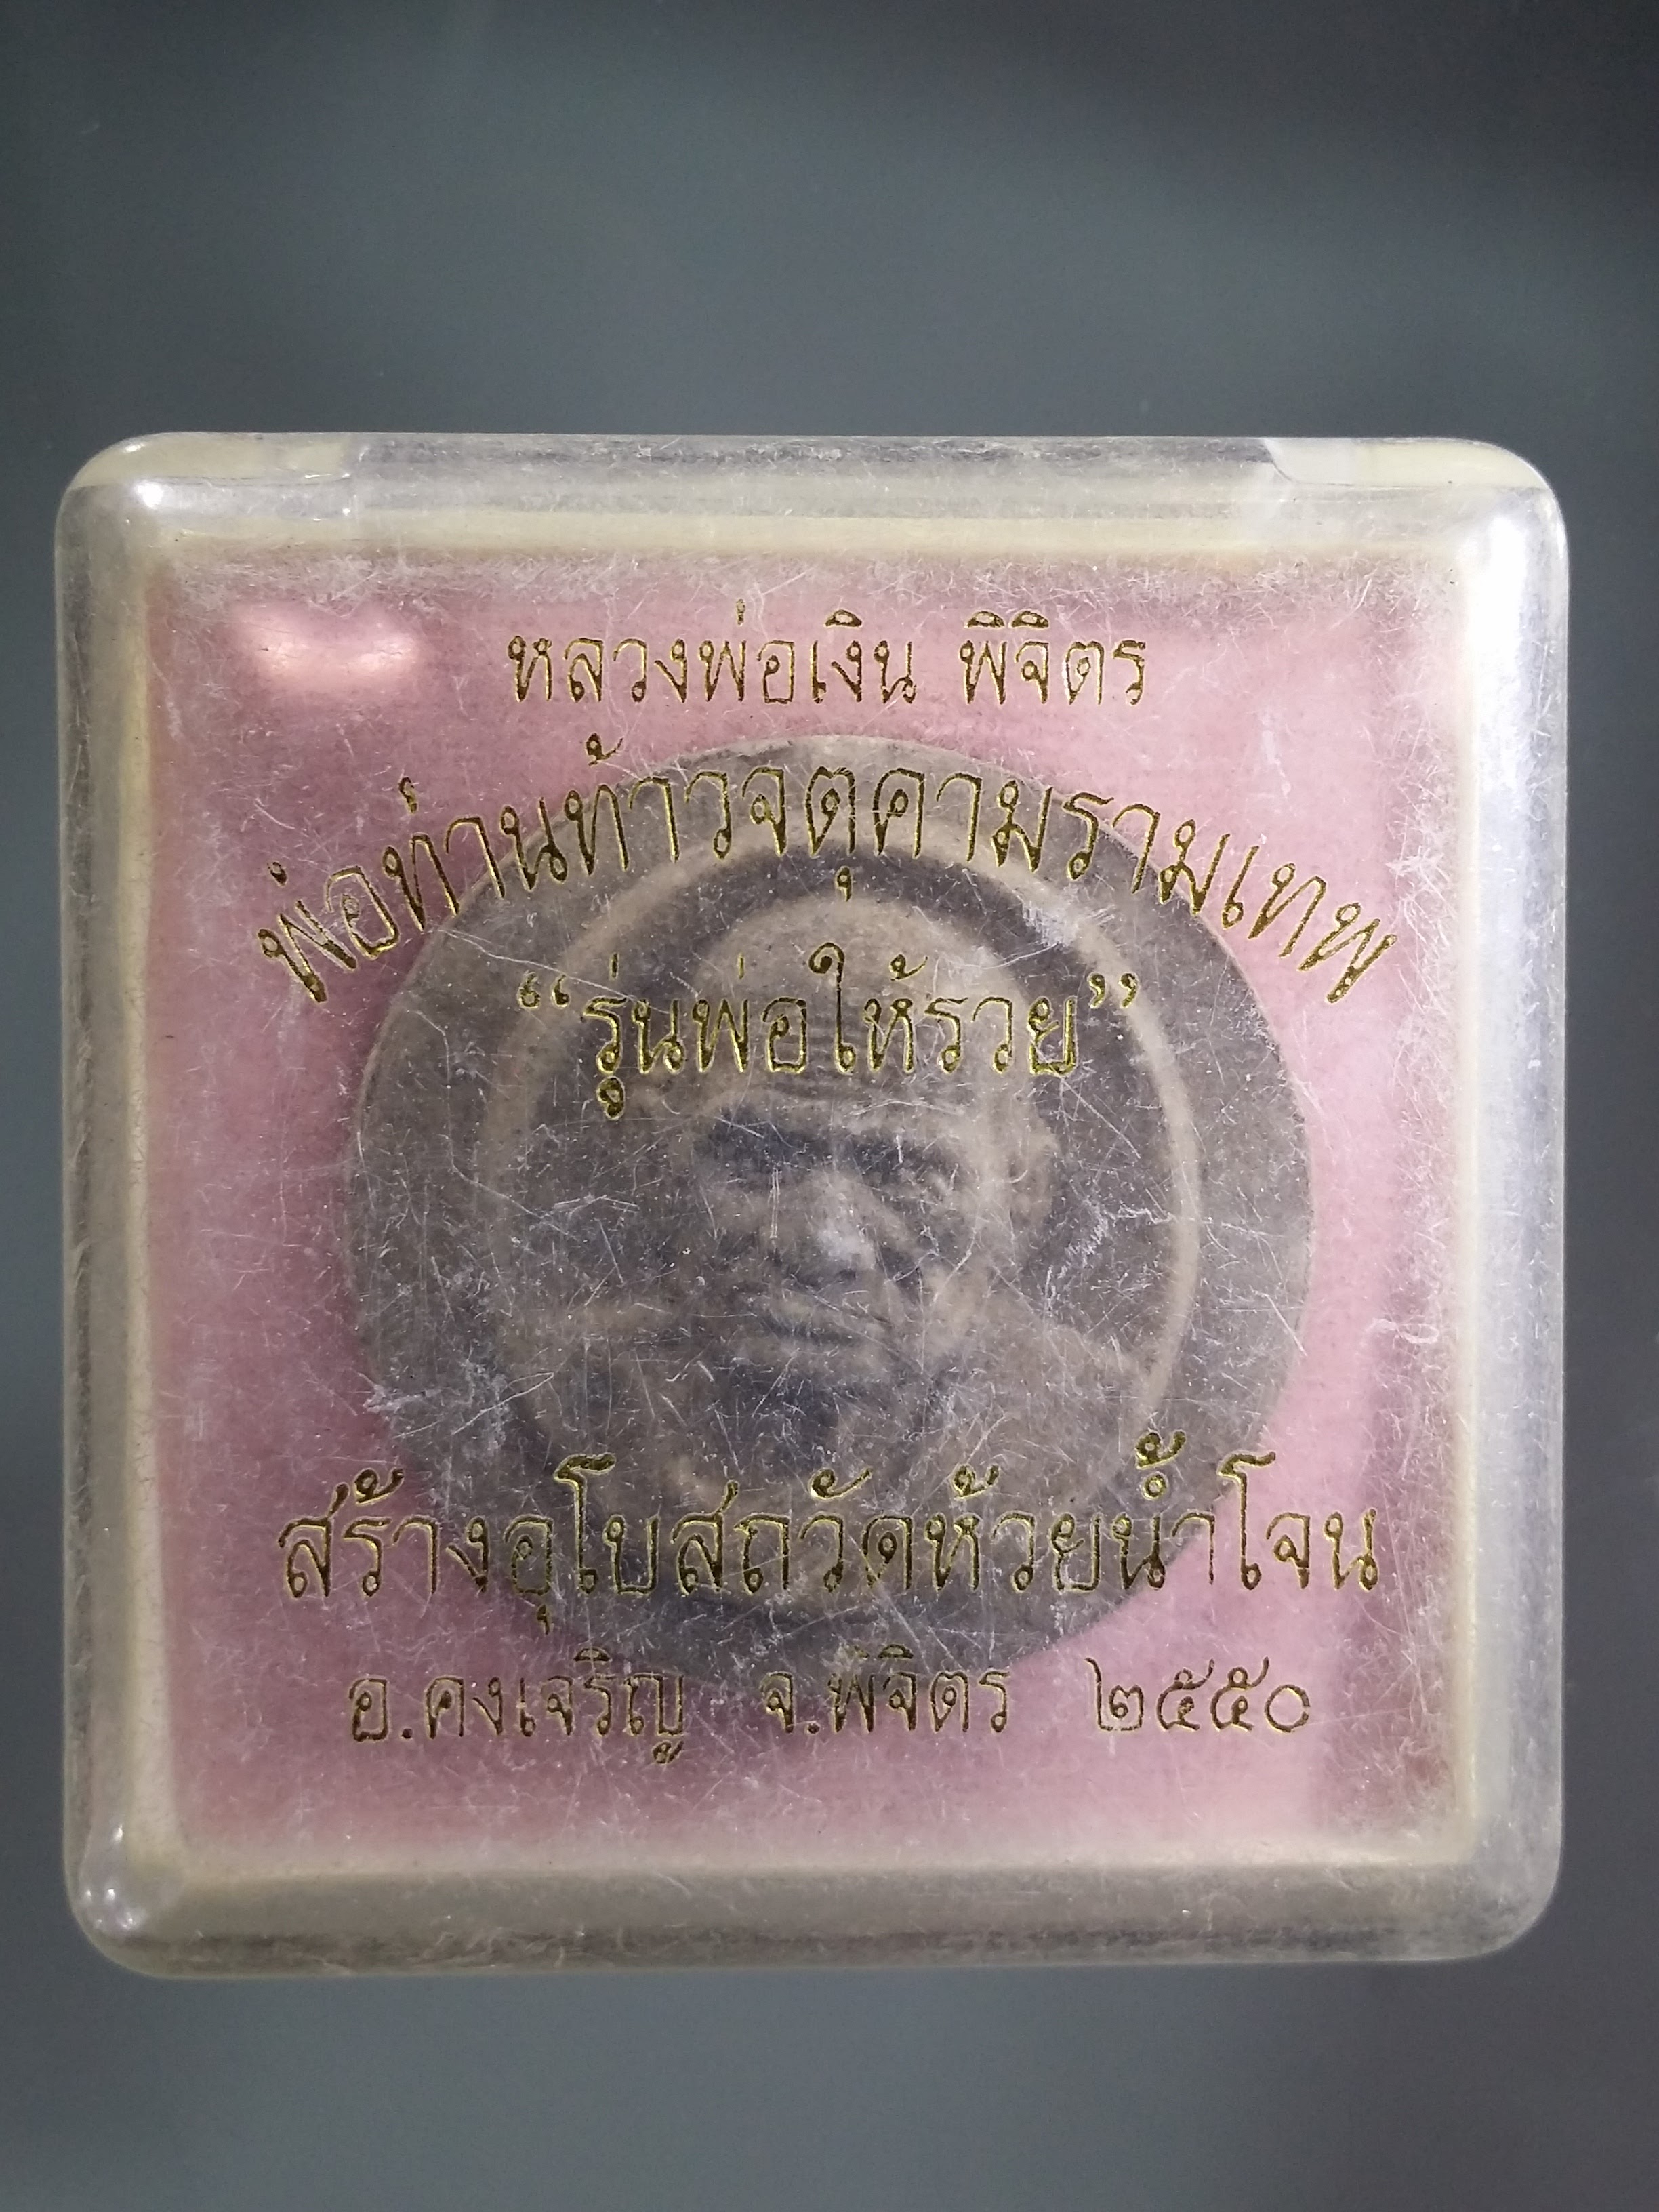 หลวงพ่อเงิน พิจิตร
พ่อท่านท้าวจตุคามรามเทพ
“รุ่นพ่อให้รวย”
สร้างอุโบสถวัดห้วยน้ำโจน
อ.คงเจริญ จ.พิจิตร ๒๕๕๐